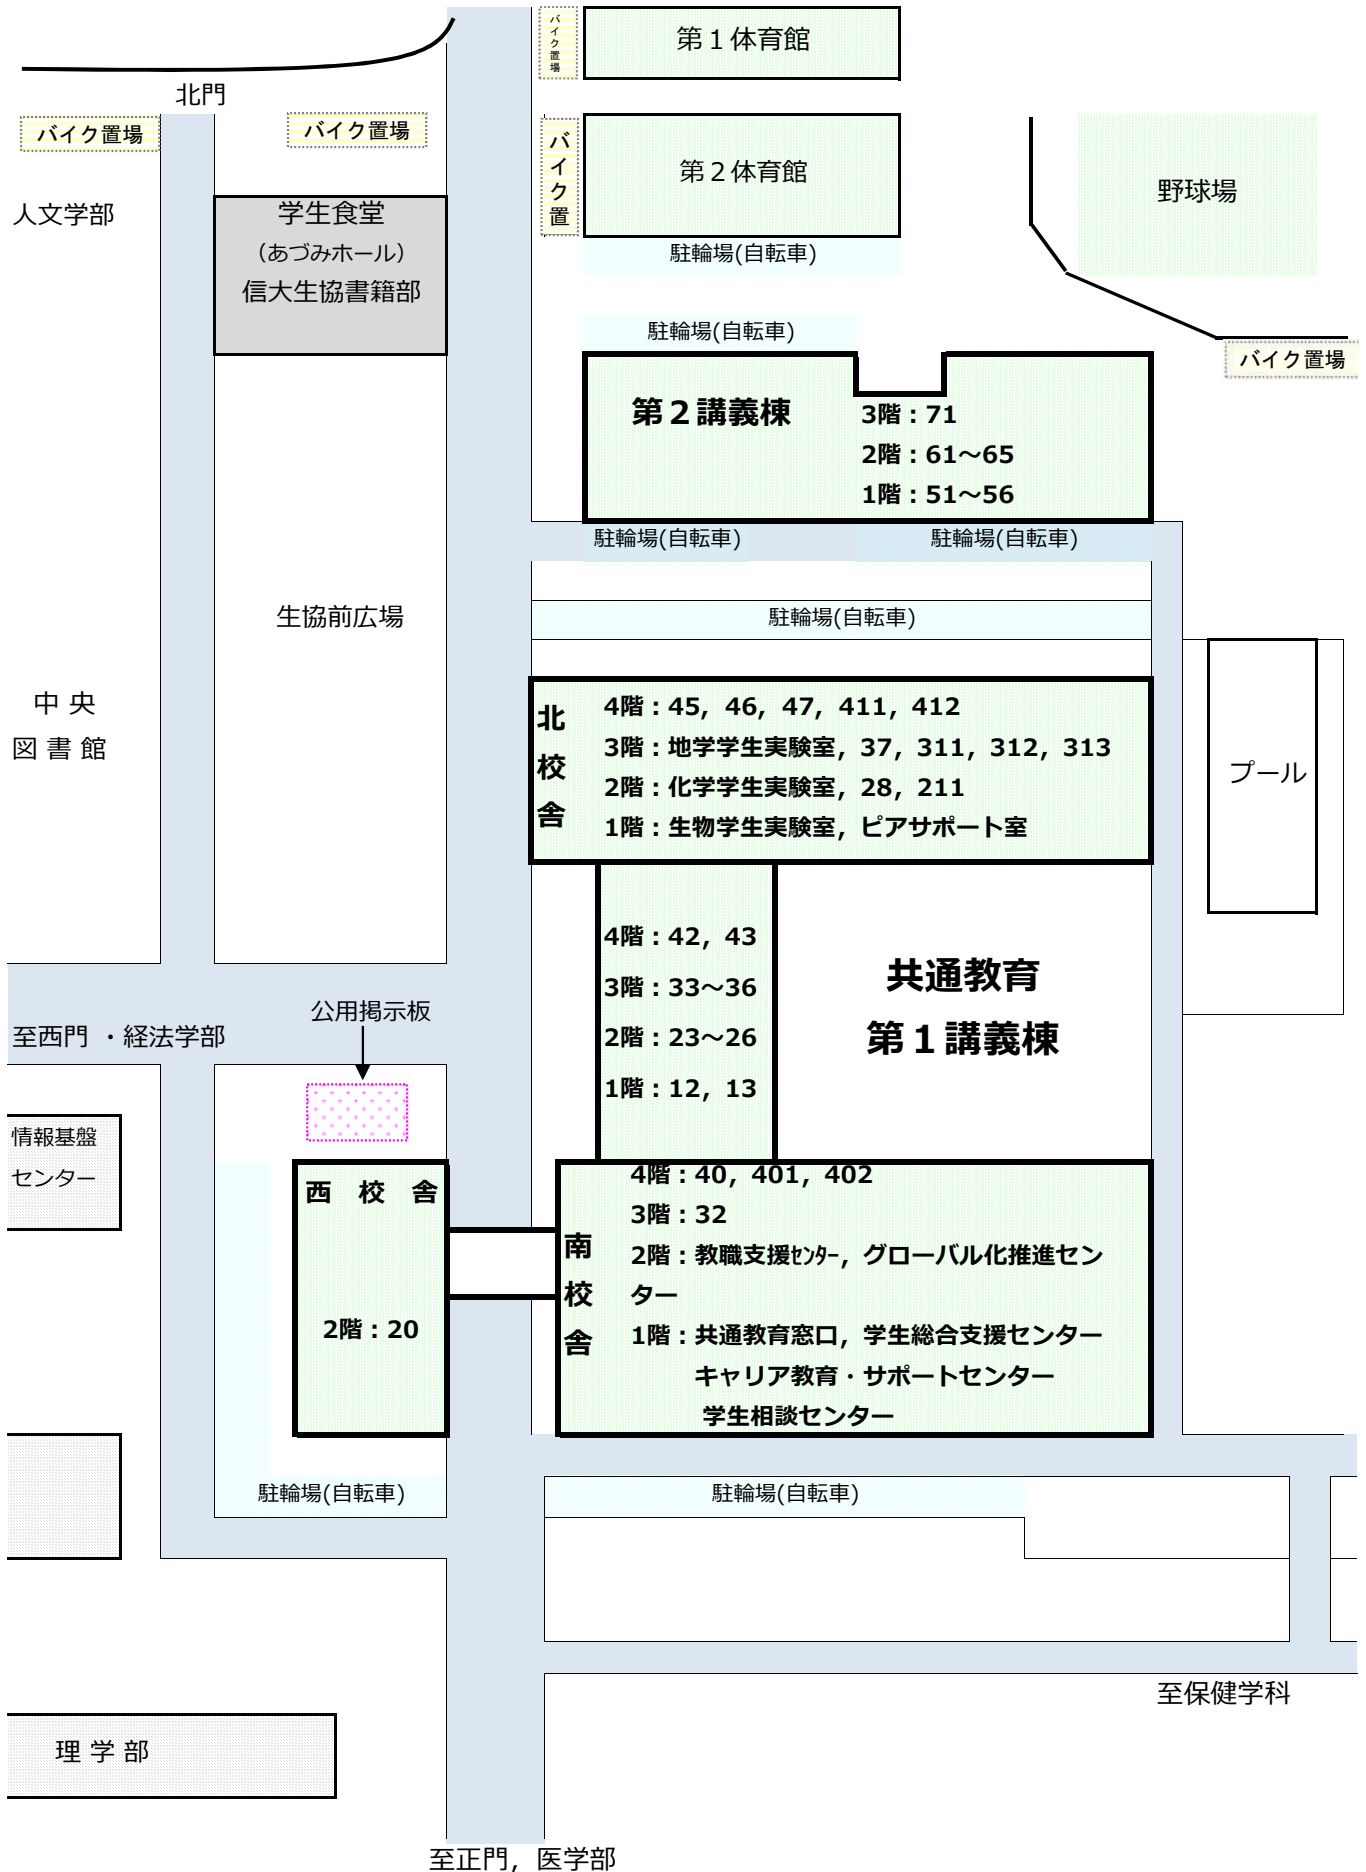 バイク置場
第１体育館
北門
バイク置場
バイク置場
バイク置
第２体育館
野球場
人文学部
学生食堂
（あづみホール）
信大生協書籍部
駐輪場(自転車)
駐輪場(自転車)
バイク置場
第２講義棟
3階：71
2階：61～65
1階：51～56
駐輪場(自転車)
駐輪場(自転車)
生協前広場
駐輪場(自転車)
中 央
図 書 館
北校舎
4階：45，46，47，411，412
3階：地学学生実験室，37，311，312，313
2階：化学学生実験室，28，211
1階：生物学生実験室，ピアサポート室
プール
4階：42，43
3階：33～36
2階：23～26
1階：12，13
共通教育
第１講義棟
公用掲示板
至西門 ・経法学部
情報基盤
センター
西 校 舎
2階：20
南校舎
4階：40，401，402
3階：32
2階：教職支援ｾﾝﾀｰ，グローバル化推進セン
ター
1階：共通教育窓口，学生総合支援センター
キャリア教育・サポートセンター
学生相談センター
駐輪場(自転車)
駐輪場(自転車)
至保健学科
理 学 部
至正門，医学部